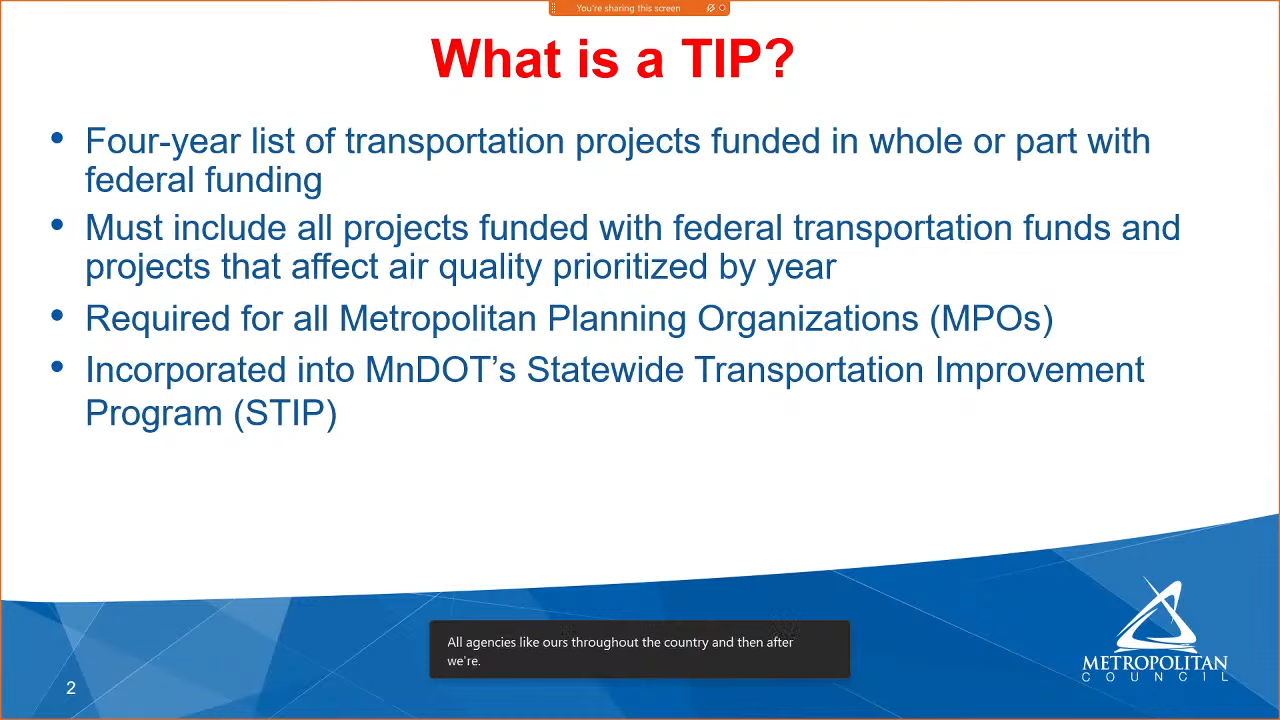 You're sharing this screen
What is a TIP?
• Four-year list of transportation projects funded in whole or part with
federal funding
• Must include all projects funded with federal transportation funds and
projects that affect air quality prioritized by year
• Required for all Metropolitan Planning Organizations (MPOs)
• Incorporated into MnDOT’s Statewide Transportation Improvement
Program (STIP)
All agencies like ours throughout the country and then after
we're.
METROPOLITAN
COUNCIL
2